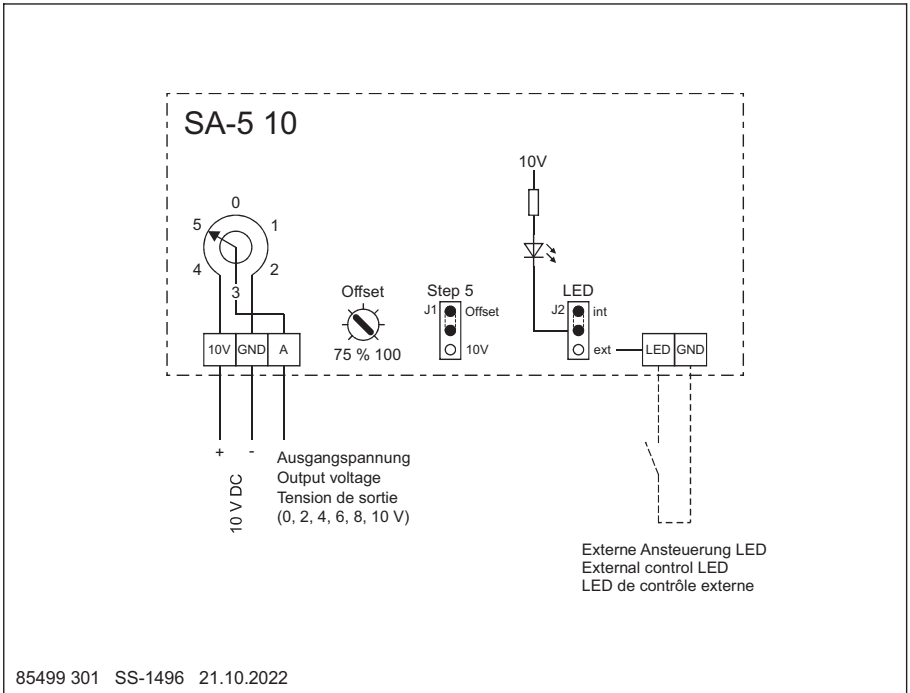 SA-5 10
10V
0
5
1
4
2
3
Offset
Step 5
LED
J1
Offset
J2
int
75 % 100
10V
ext
10V
GND
A
LED
GND
+
-
10 V DC
Ausgangspannung
Output voltage
Tension de sortie
(0, 2, 4, 6, 8, 10 V)
Externe Ansteuerung LED
External control LED
LED de contrôle externe
85499 301 SS-1496 21.10.2022